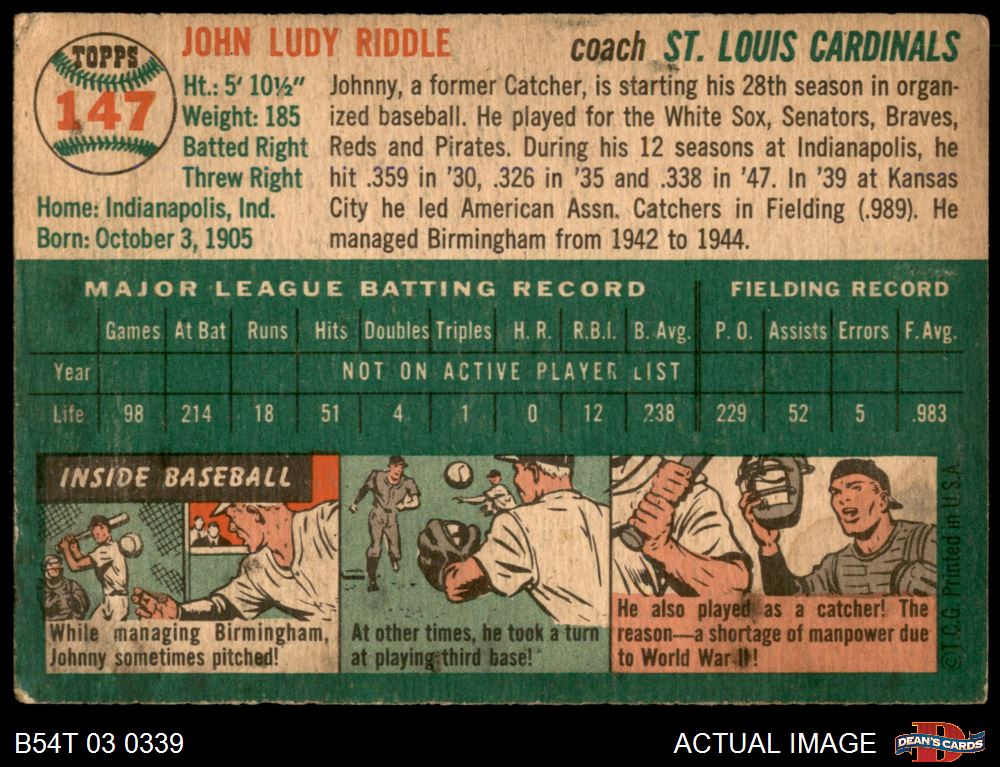 TOPPS
147
JOHN LUDY RIDDLE
coach ST. LOUIS CARDINALS
Ht.: 5' 10½"
Weight: 185
Batted Right
Threw Right
Home: Indianapolis, Ind.
Born: October 3, 1905
Johnny, a former Catcher, is starting his 28th season in organ-
ized baseball. He played for the White Sox, Senators, Braves,
Reds and Pirates. During his 12 seasons at Indianapolis, he
hit .359 in '30, .326 in '35 and .338 in '47. In '39 at Kansas
City he led American Assn. Catchers in Fielding (.989). He
managed Birmingham from 1942 to 1944.
MAJOR LEAGUE BATTING RECORD FIELDING RECORD
Games At Bat Runs Hits Doubles Triples H. R. R.B.I. B. Avg. P. O. Assists Errors F. Avg.
Year NOT ON ACTIVE PLAYER LIST
Life 98 214 18 51 4 1 0 12 .238 229 52 5 .983
INSIDE BASEBALL
While managing Birmingham,
Johnny sometimes pitched!
At other times, he took a turn
at playing third base!
He also played as a catcher! The
reason—a shortage of manpower due
to World War II!
©T.C.G. Printed in U.S.A.
B54T 03 0339
ACTUAL IMAGE
DEAN'S CARDS